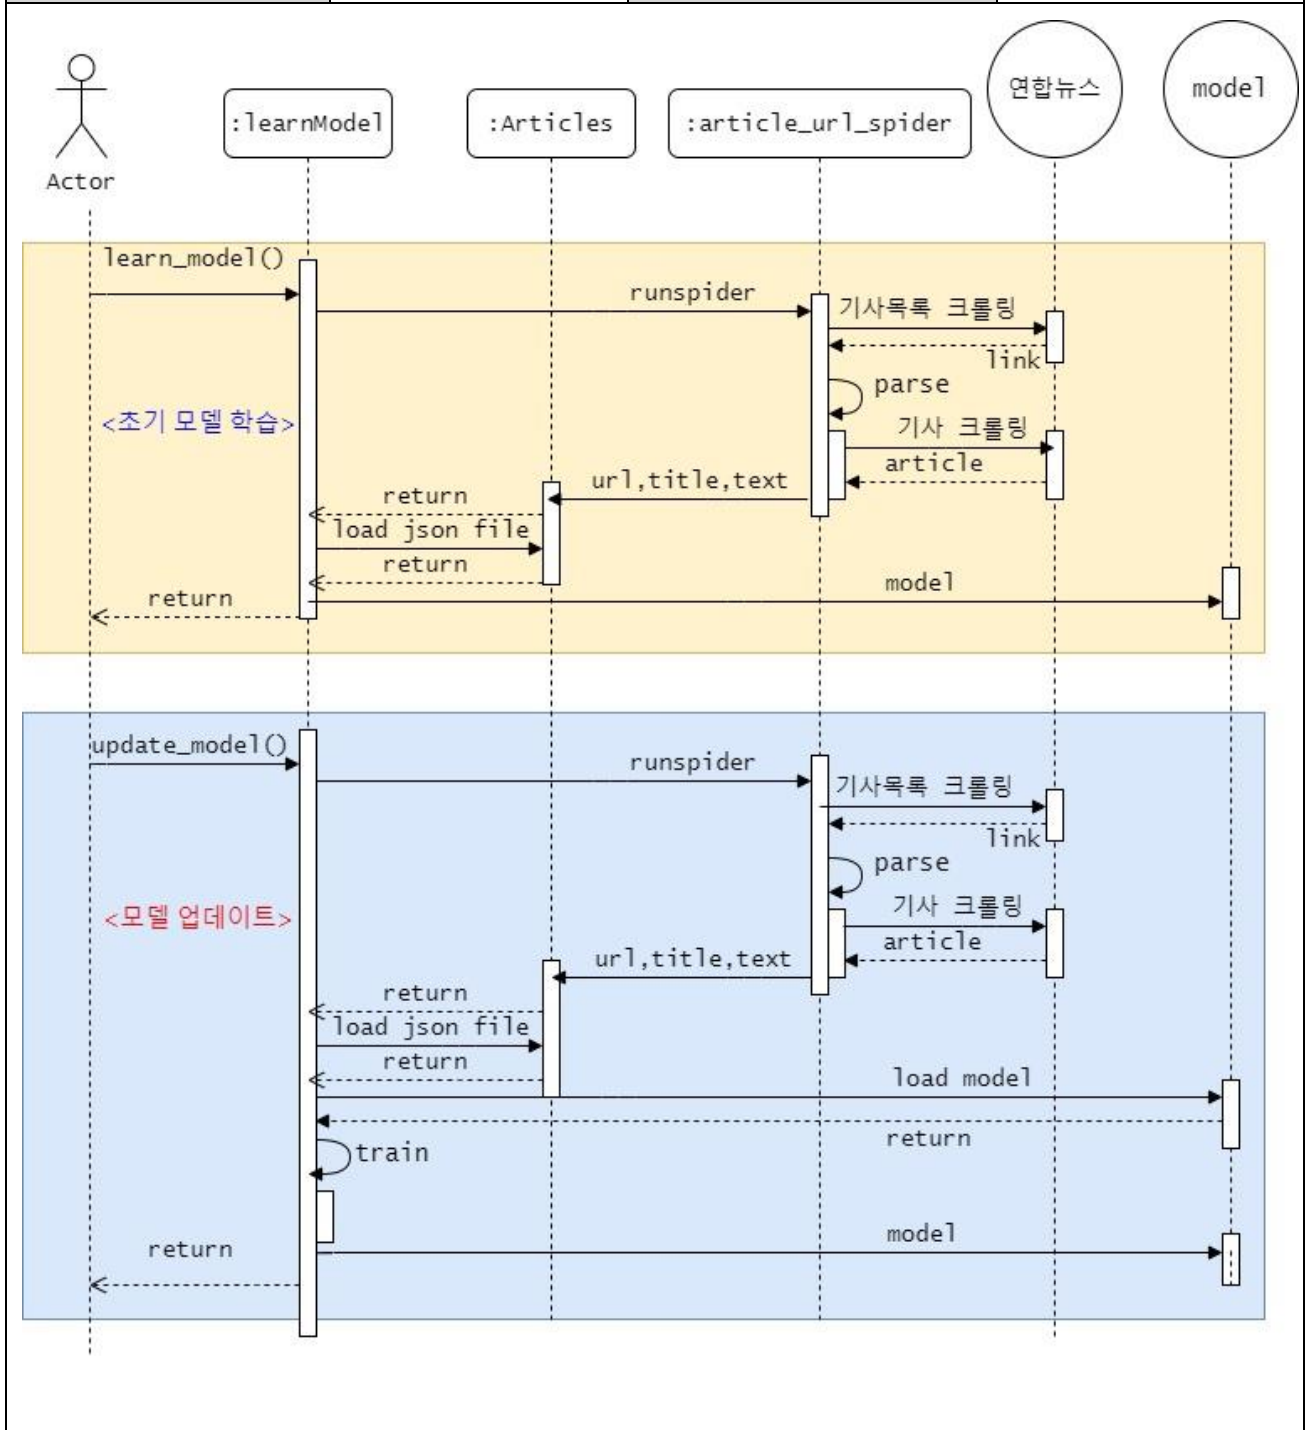 Actor
:learnModel
:Articles
:article_url_spider
연합뉴스
model
learn_model()
runspider
기사목록 크롤링
link
parse
<초기 모델 학습>
기사 크롤링
article
url,title,text
return
load json file
return
model
return
update_model()
runspider
기사목록 크롤링
link
parse
<모델 업데이트>
기사 크롤링
article
url,title,text
return
load json file
return
load model
return
train
model
return